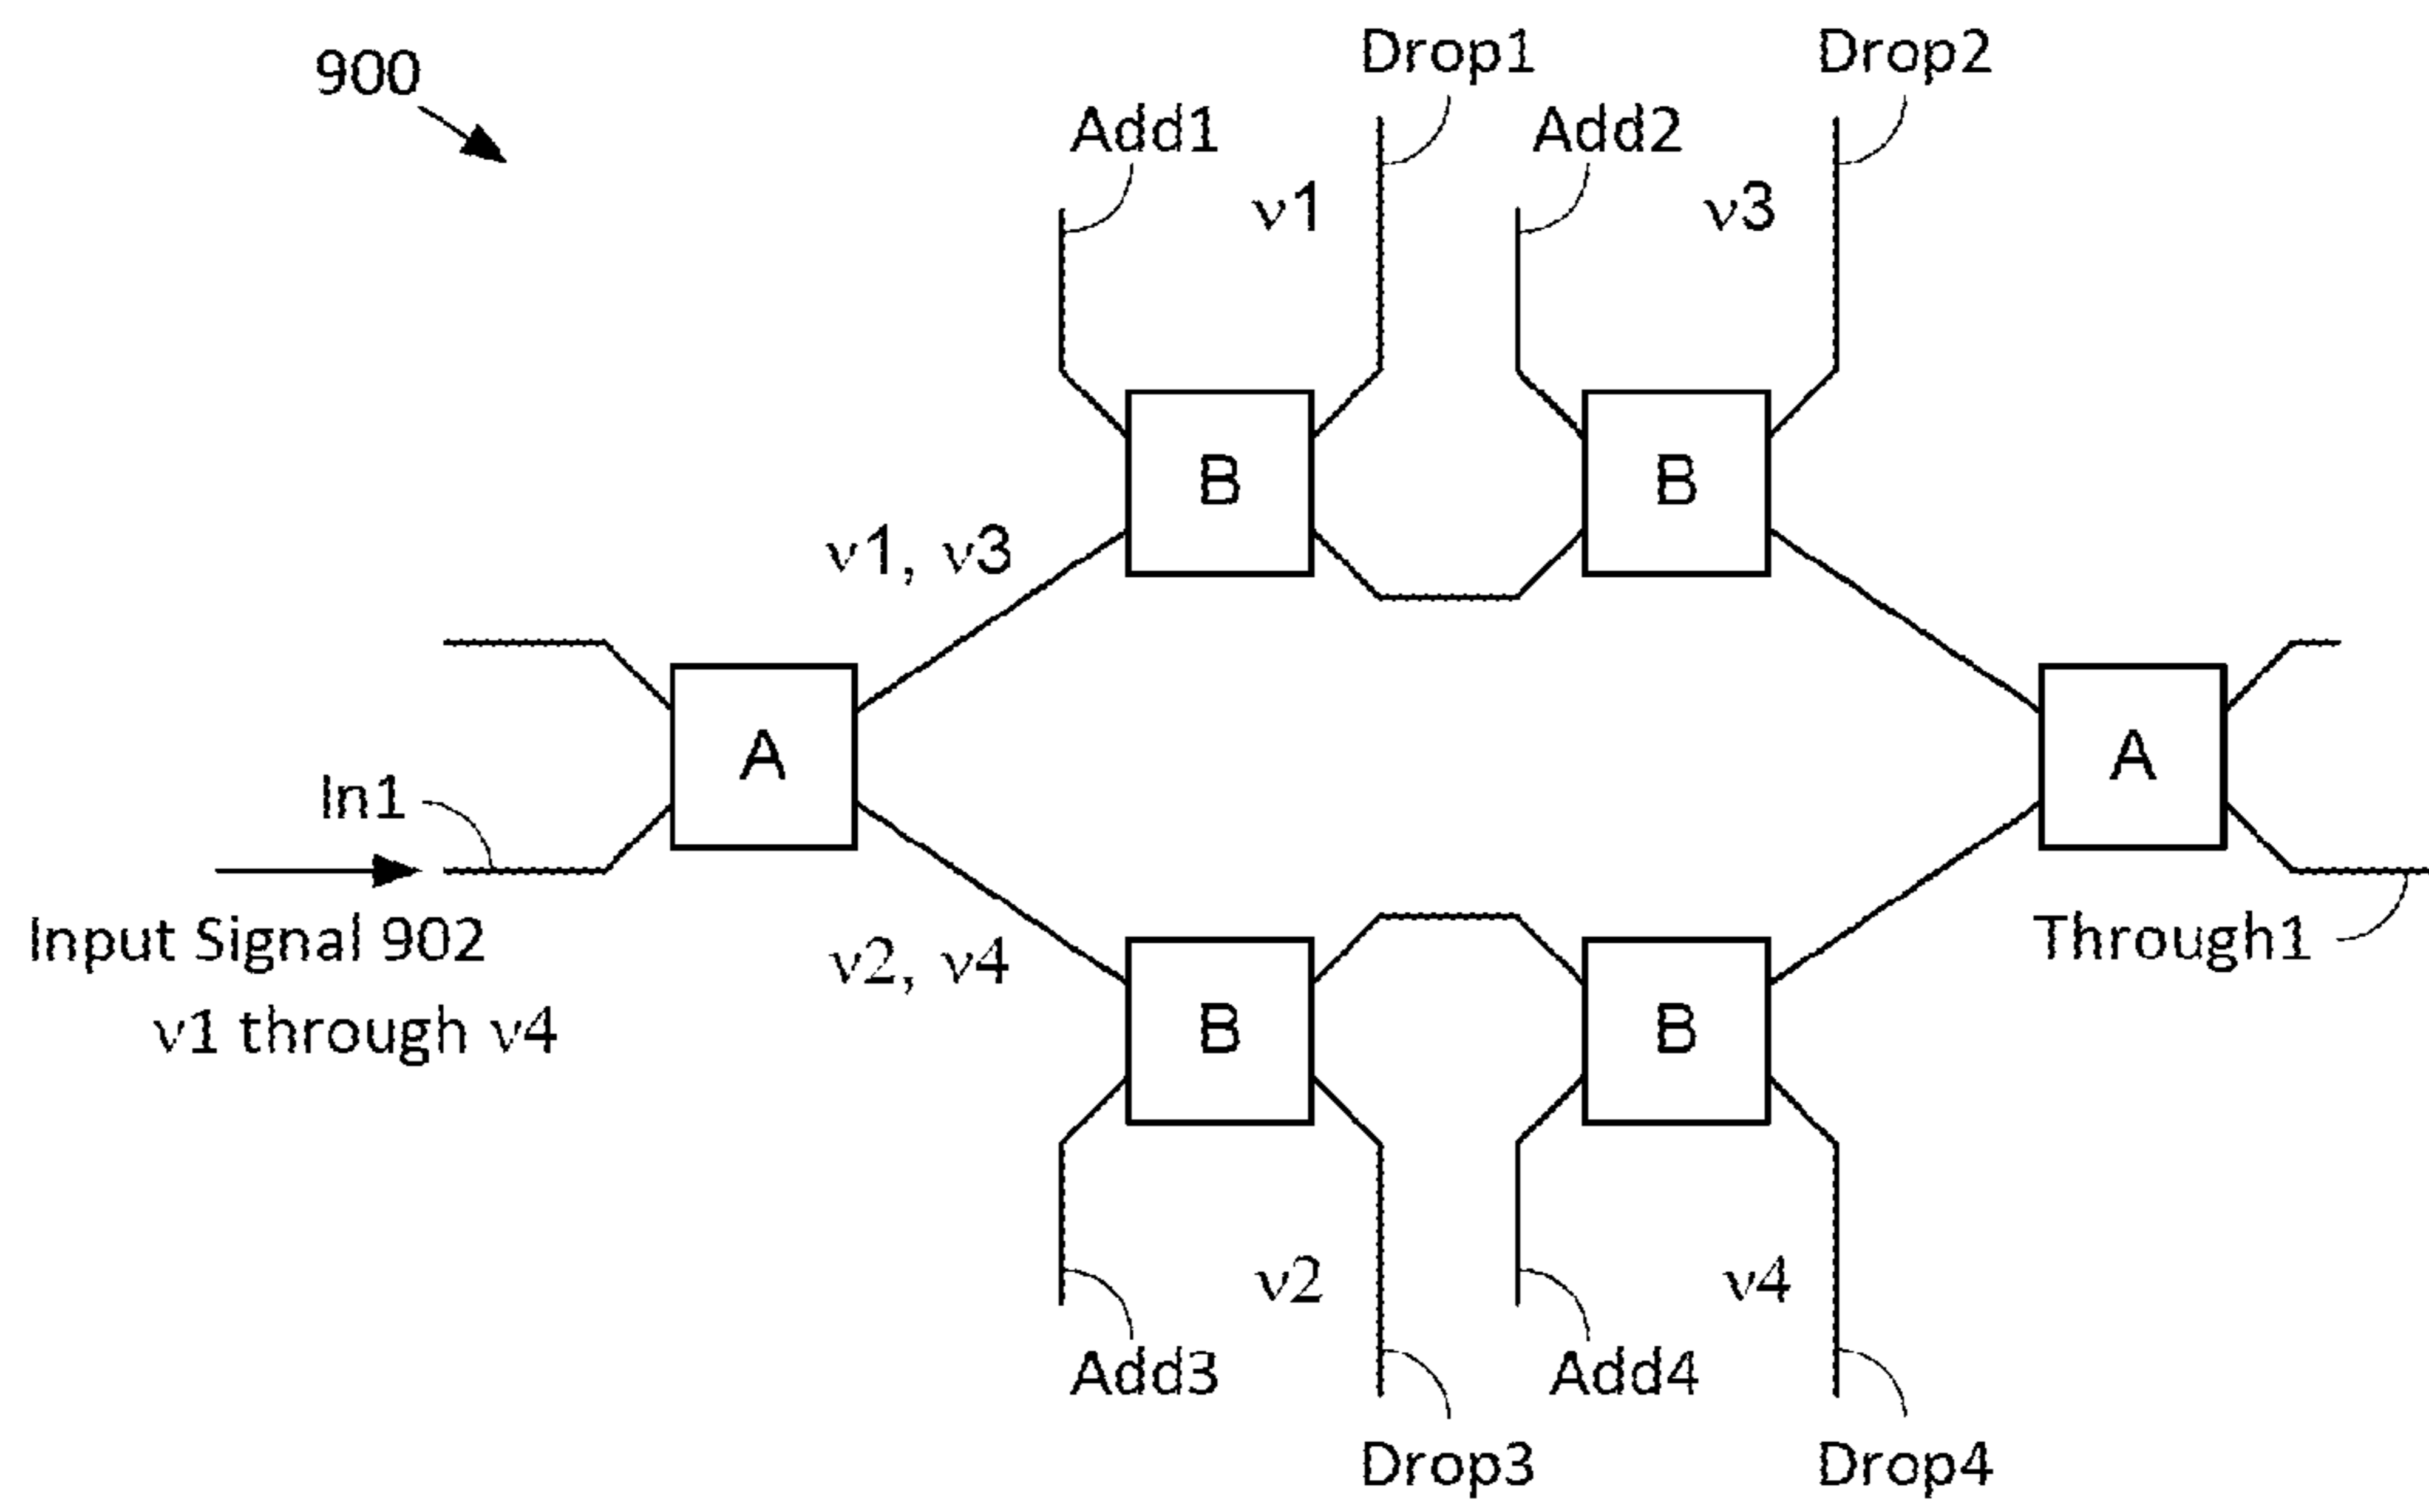 900
Drop1
Drop2
Add1
Add2
ν1
ν3
B
B
ν1, ν3
A
A
In1
Input Signal 902
ν1 through ν4
ν2, ν4
Through1
B
B
ν2
ν4
Add3
Add4
Drop3
Drop4